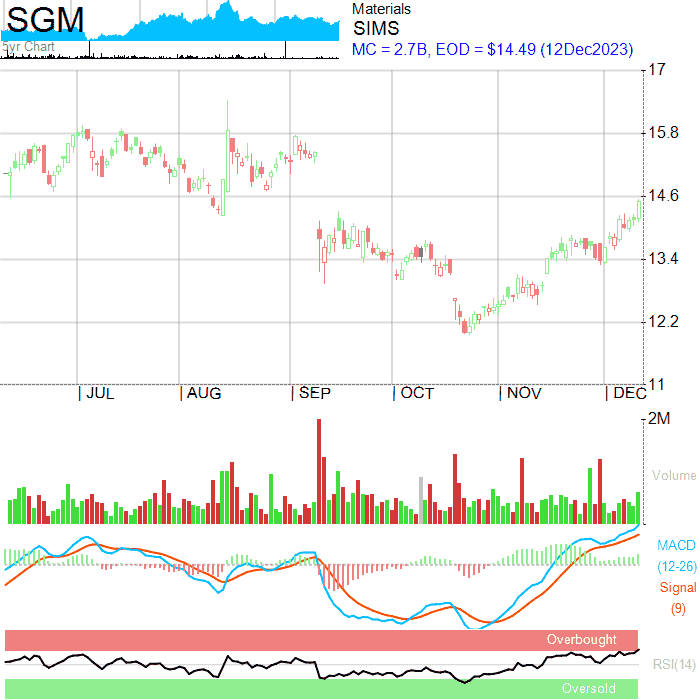 SGM
5yr Chart
Materials
SIMS
MC = 2.7B, EOD = $14.49 (12Dec2023)
17
15.8
14.6
13.4
12.2
11
JUL
AUG
SEP
OCT
NOV
DEC
2M
Volume
MACD
(12-26)
Signal
(9)
Overbought
RSI(14)
Oversold